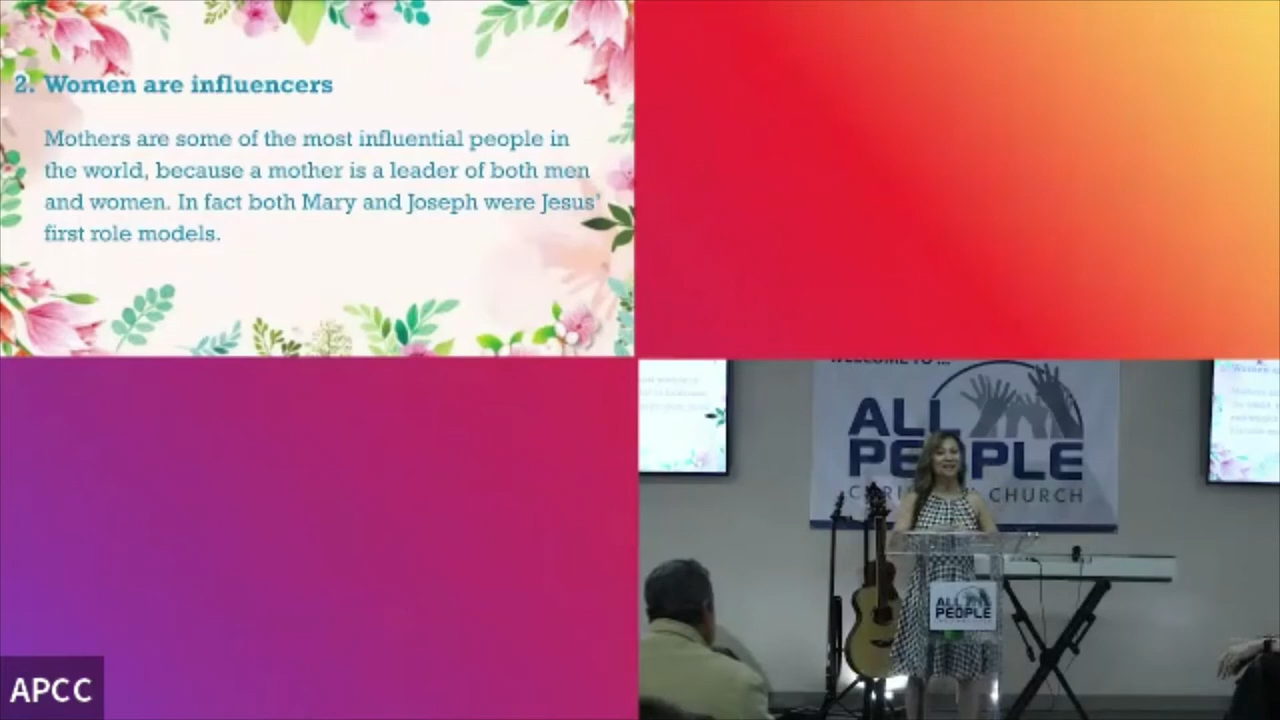 2. Women are influencers
Mothers are some of the most influential people in
the world, because a mother is a leader of both men
and women. In fact both Mary and Joseph were Jesus'
first role models.
ALL
PEOPLE
CHURCH
ALL
PEOPLE
APCC